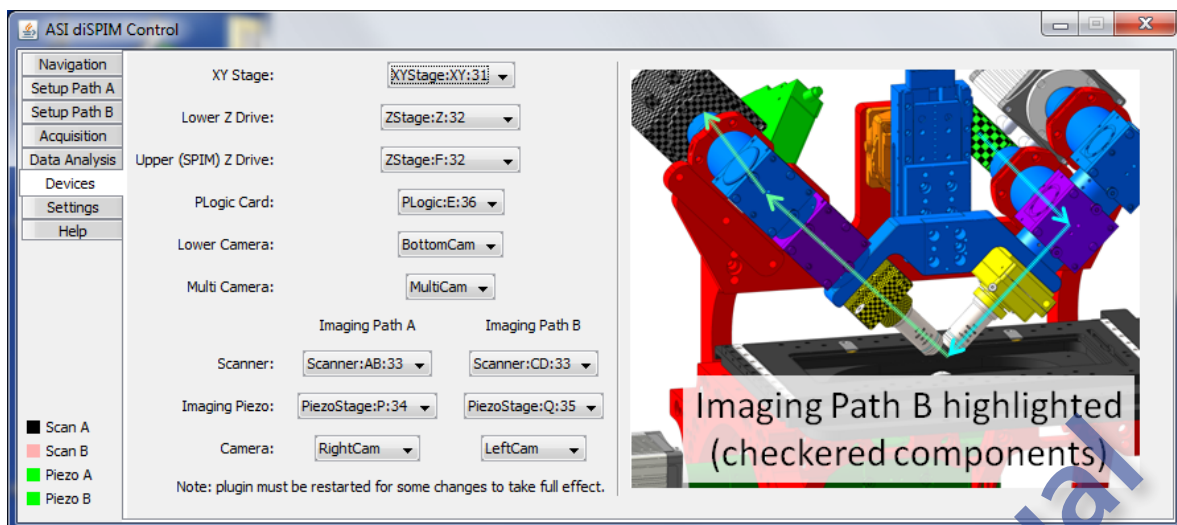 ASI diSPIM Control
Navigation
Setup Path A
Setup Path B
Acquisition
Data Analysis
Devices
Settings
Help
XY Stage: XYStage:XY:31
Lower Z Drive: ZStage:Z:32
Upper (SPIM) Z Drive: ZStage:F:32
PLogic Card: PLogic:E:36
Lower Camera: BottomCam
Multi Camera: MultiCam
Imaging Path A Imaging Path B
Scanner: Scanner:AB:33 Scanner:CD:33
Imaging Piezo: PiezoStage:P:34 PiezoStage:Q:35
Camera: RightCam LeftCam
Note: plugin must be restarted for some changes to take full effect.
Scan A
Scan B
Piezo A
Piezo B
Imaging Path B highlighted
(checkered components)
ual